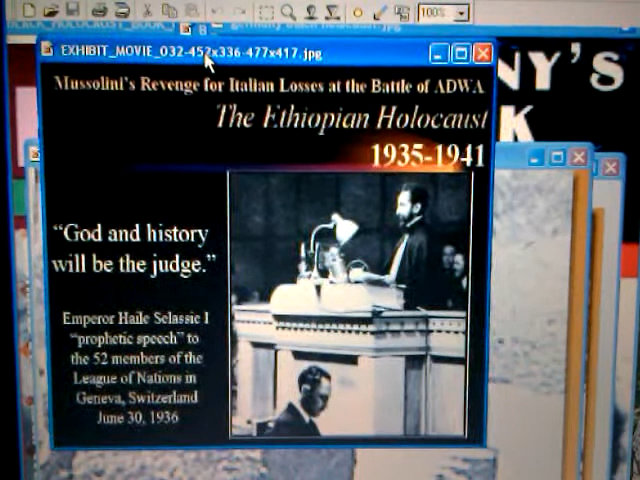 100%
EXHIBIT_MOVIE_032-452x336-477x417.jpg
NY'S
K
Mussolini's Revenge for Italian Losses at the Battle of ADWA
The Ethiopian Holocaust
1935-1941
“God and history
will be the judge.”
Emperor Haile Selassie I
“prophetic speech” to
the 52 members of the
League of Nations in
Geneva, Switzerland
June 30, 1936